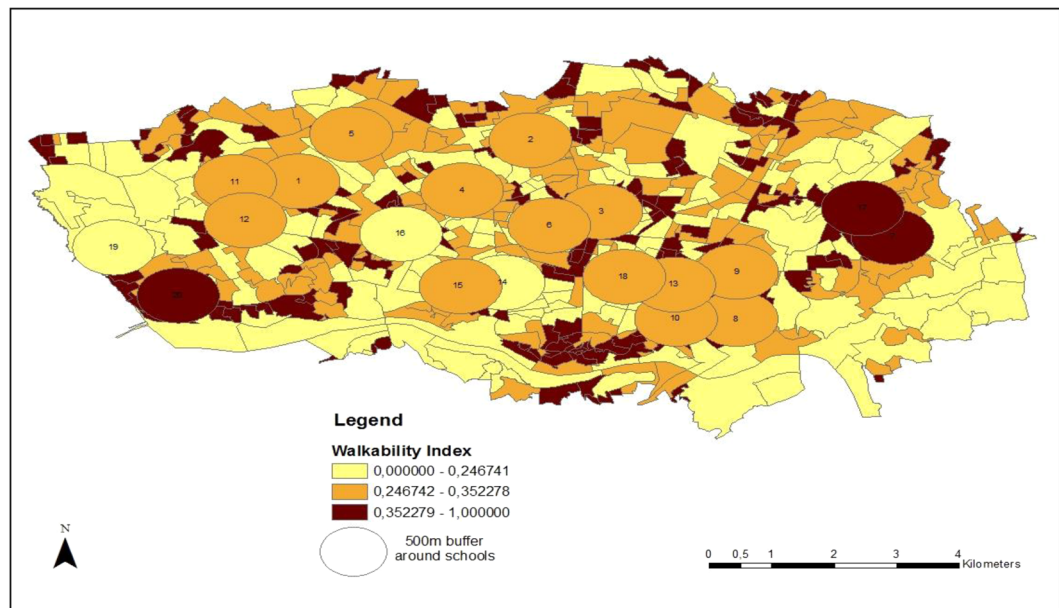 5
2
11
1
4
12
3
6
16
19
15
14
18
13
9
10
8
Legend
Walkability Index
0,000000 - 0,246741
0,246742 - 0,352278
0,352279 - 1,000000
500m buffer
around schools
N
0 0,5 1 2 3 4
Kilometers